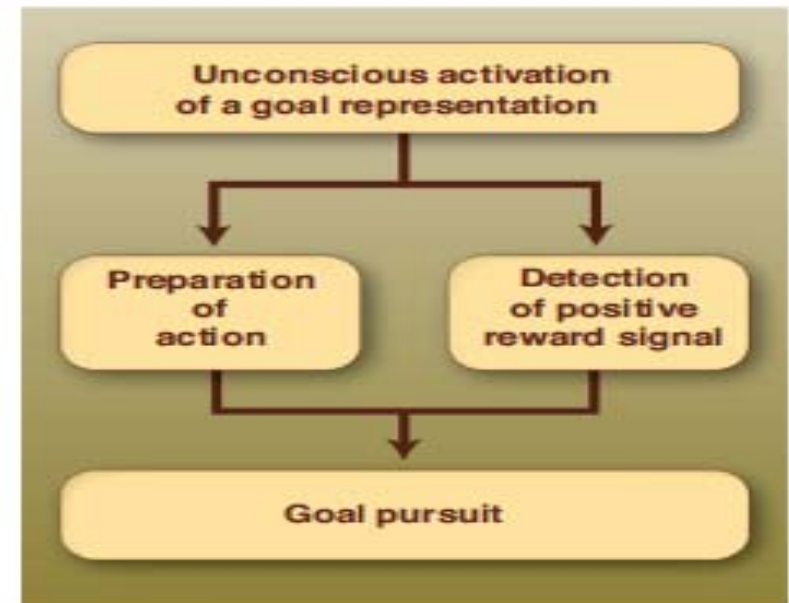 Unconscious activation
of a goal representation
Preparation
of
action
Detection
of positive
reward signal
Goal pursuit